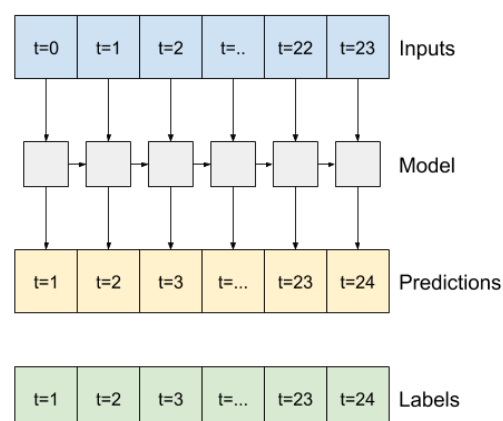 t=0 t=1 t=2 t=.. t=22 t=23 Inputs
Model
t=1 t=2 t=3 t=... t=23 t=24 Predictions
t=1 t=2 t=3 t=... t=23 t=24 Labels